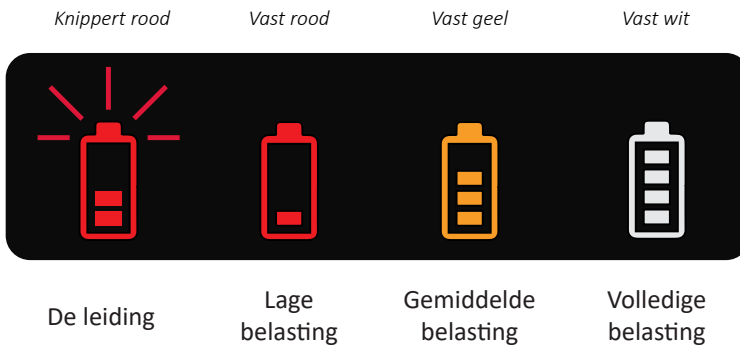 Knippert rood Vast rood Vast geel Vast wit
De leiding Lage belasting Gemiddelde belasting Volledige belasting